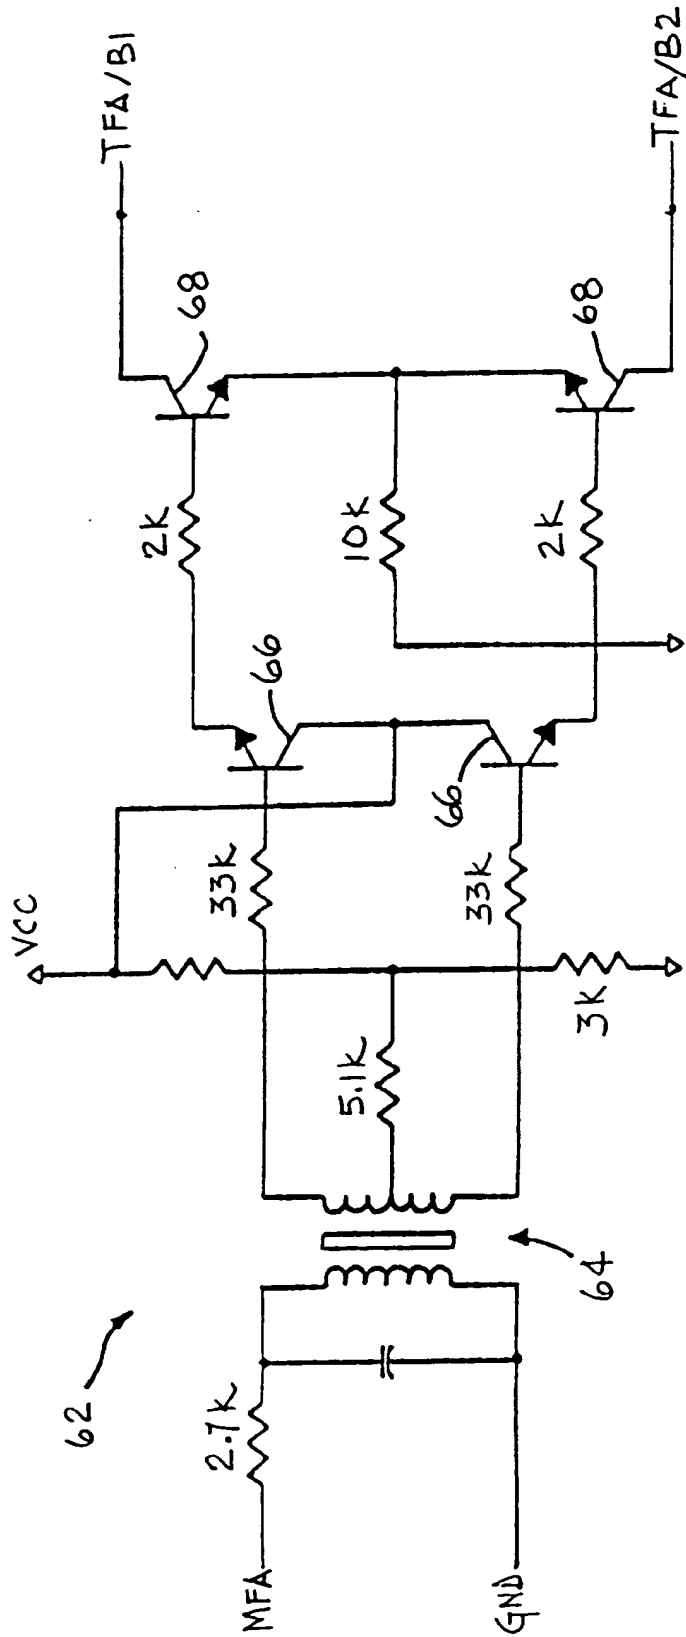 62
MFA
2.7K
GND
64
5.1K
VCC
33K
33K
3K
66
66
2K
10K
2K
68
68
TFA/B1
TFA/B2